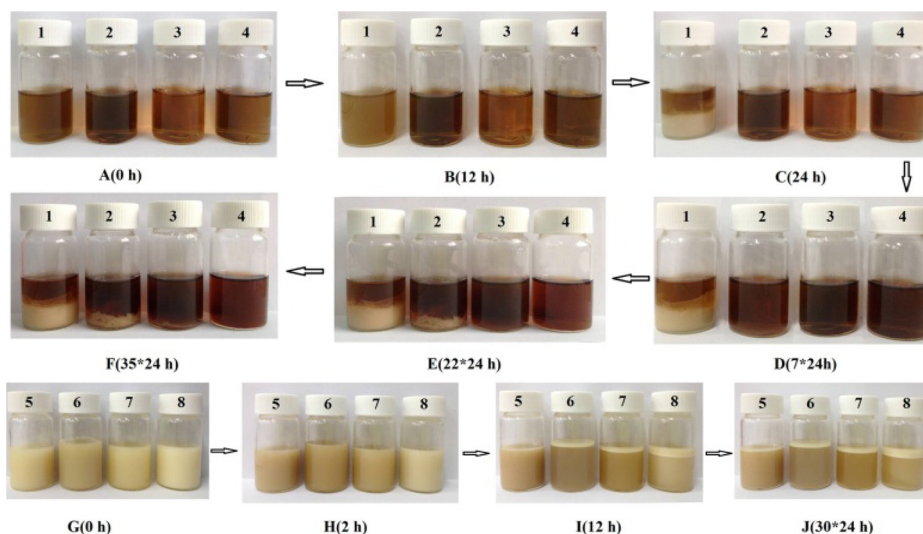 1 2 3 4
1 2 3 4
1 2 3 4
A(0 h)
B(12 h)
C(24 h)
1 2 3 4
1 2 3 4
1 2 3 4
F(35*24 h)
E(22*24 h)
D(7*24h)
5 6 7 8
5 6 7 8
5 6 7 8
5 6 7 8
G(0 h)
H(2 h)
I(12 h)
J(30*24 h)